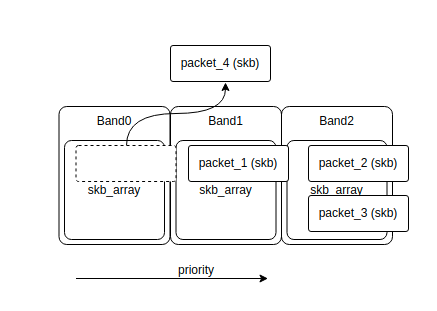 packet_4 (skb)
Band0
Band1
Band2
packet_1 (skb)
packet_2 (skb)
skb_array
skb_array
skb_array
packet_3 (skb)
priority